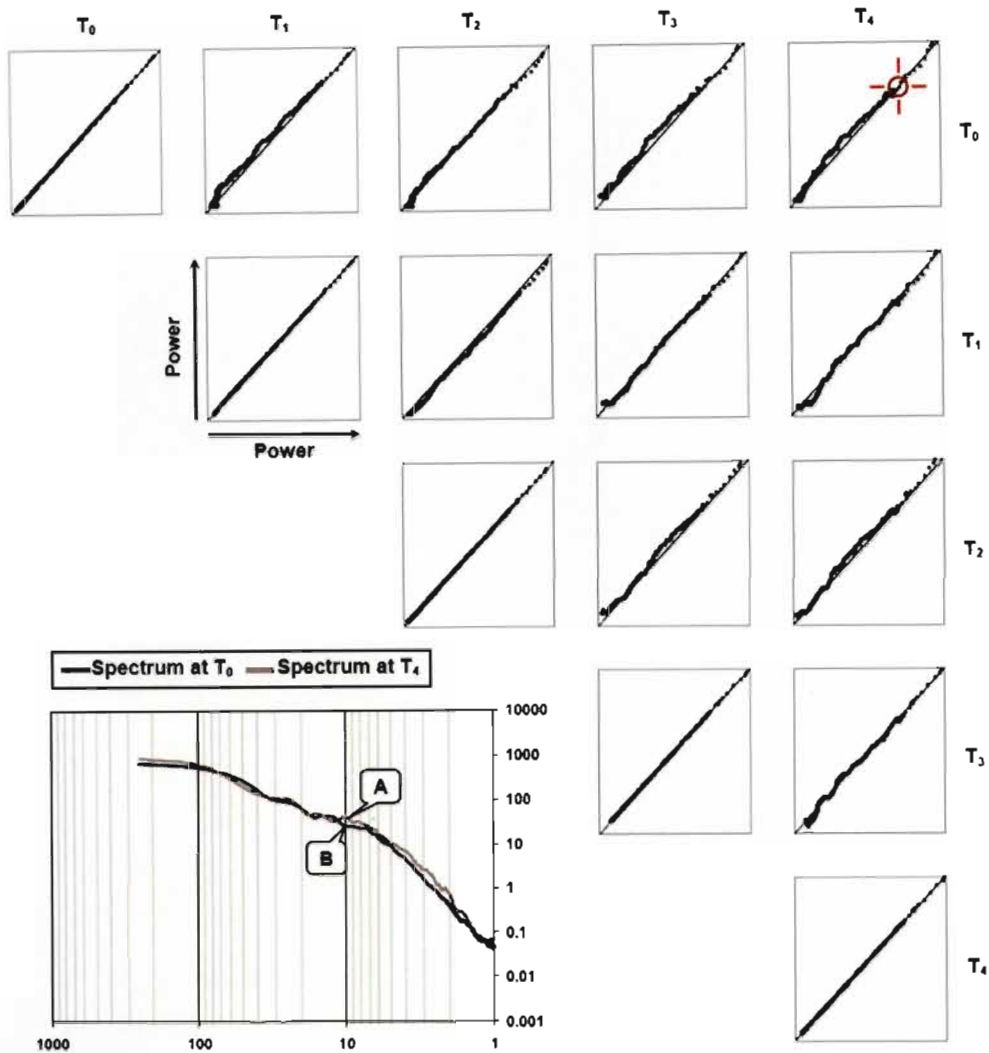 T₀ T₁ T₂ T₃ T₄
T₀
Power
T₁
Power
T₂
Spectrum at T₀ Spectrum at T₄
10000
1000
T₃
A
100
B
10
1
0.1
T₄
0.01
0.001
1000 100 10 1